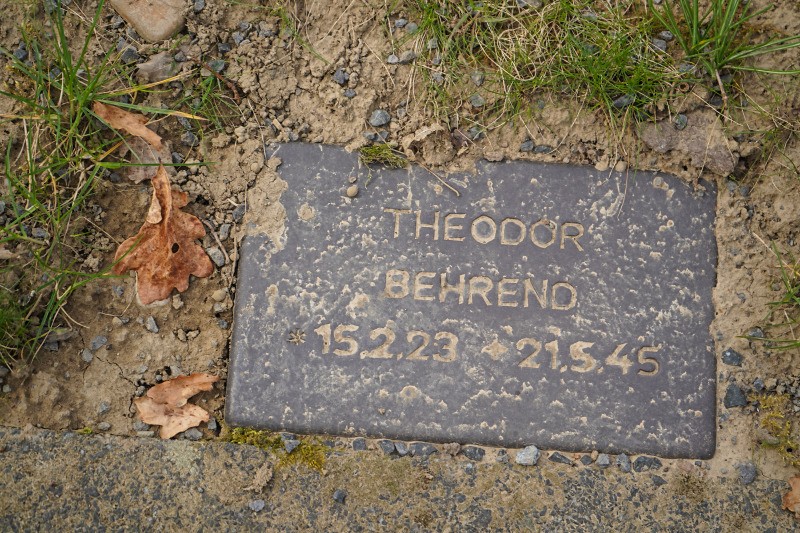 THEODOR
BEHREND
* 15.2.23 ✝ 21.5.45